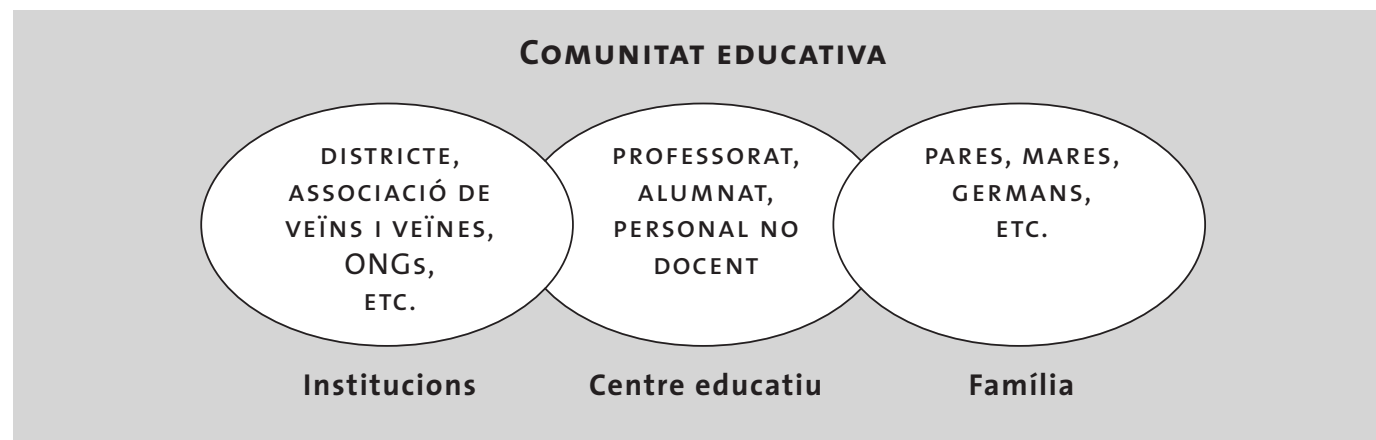 COMUNITAT EDUCATIVA
DISTRICTE,
ASSOCIACIÓ DE
VEÏNS I VEÏNES,
ONGs,
ETC.
PROFESSORAT,
ALUMNAT,
PERSONAL NO
DOCENT
PARES, MARES,
GERMANS,
ETC.
Institucions
Centre educatiu
Família